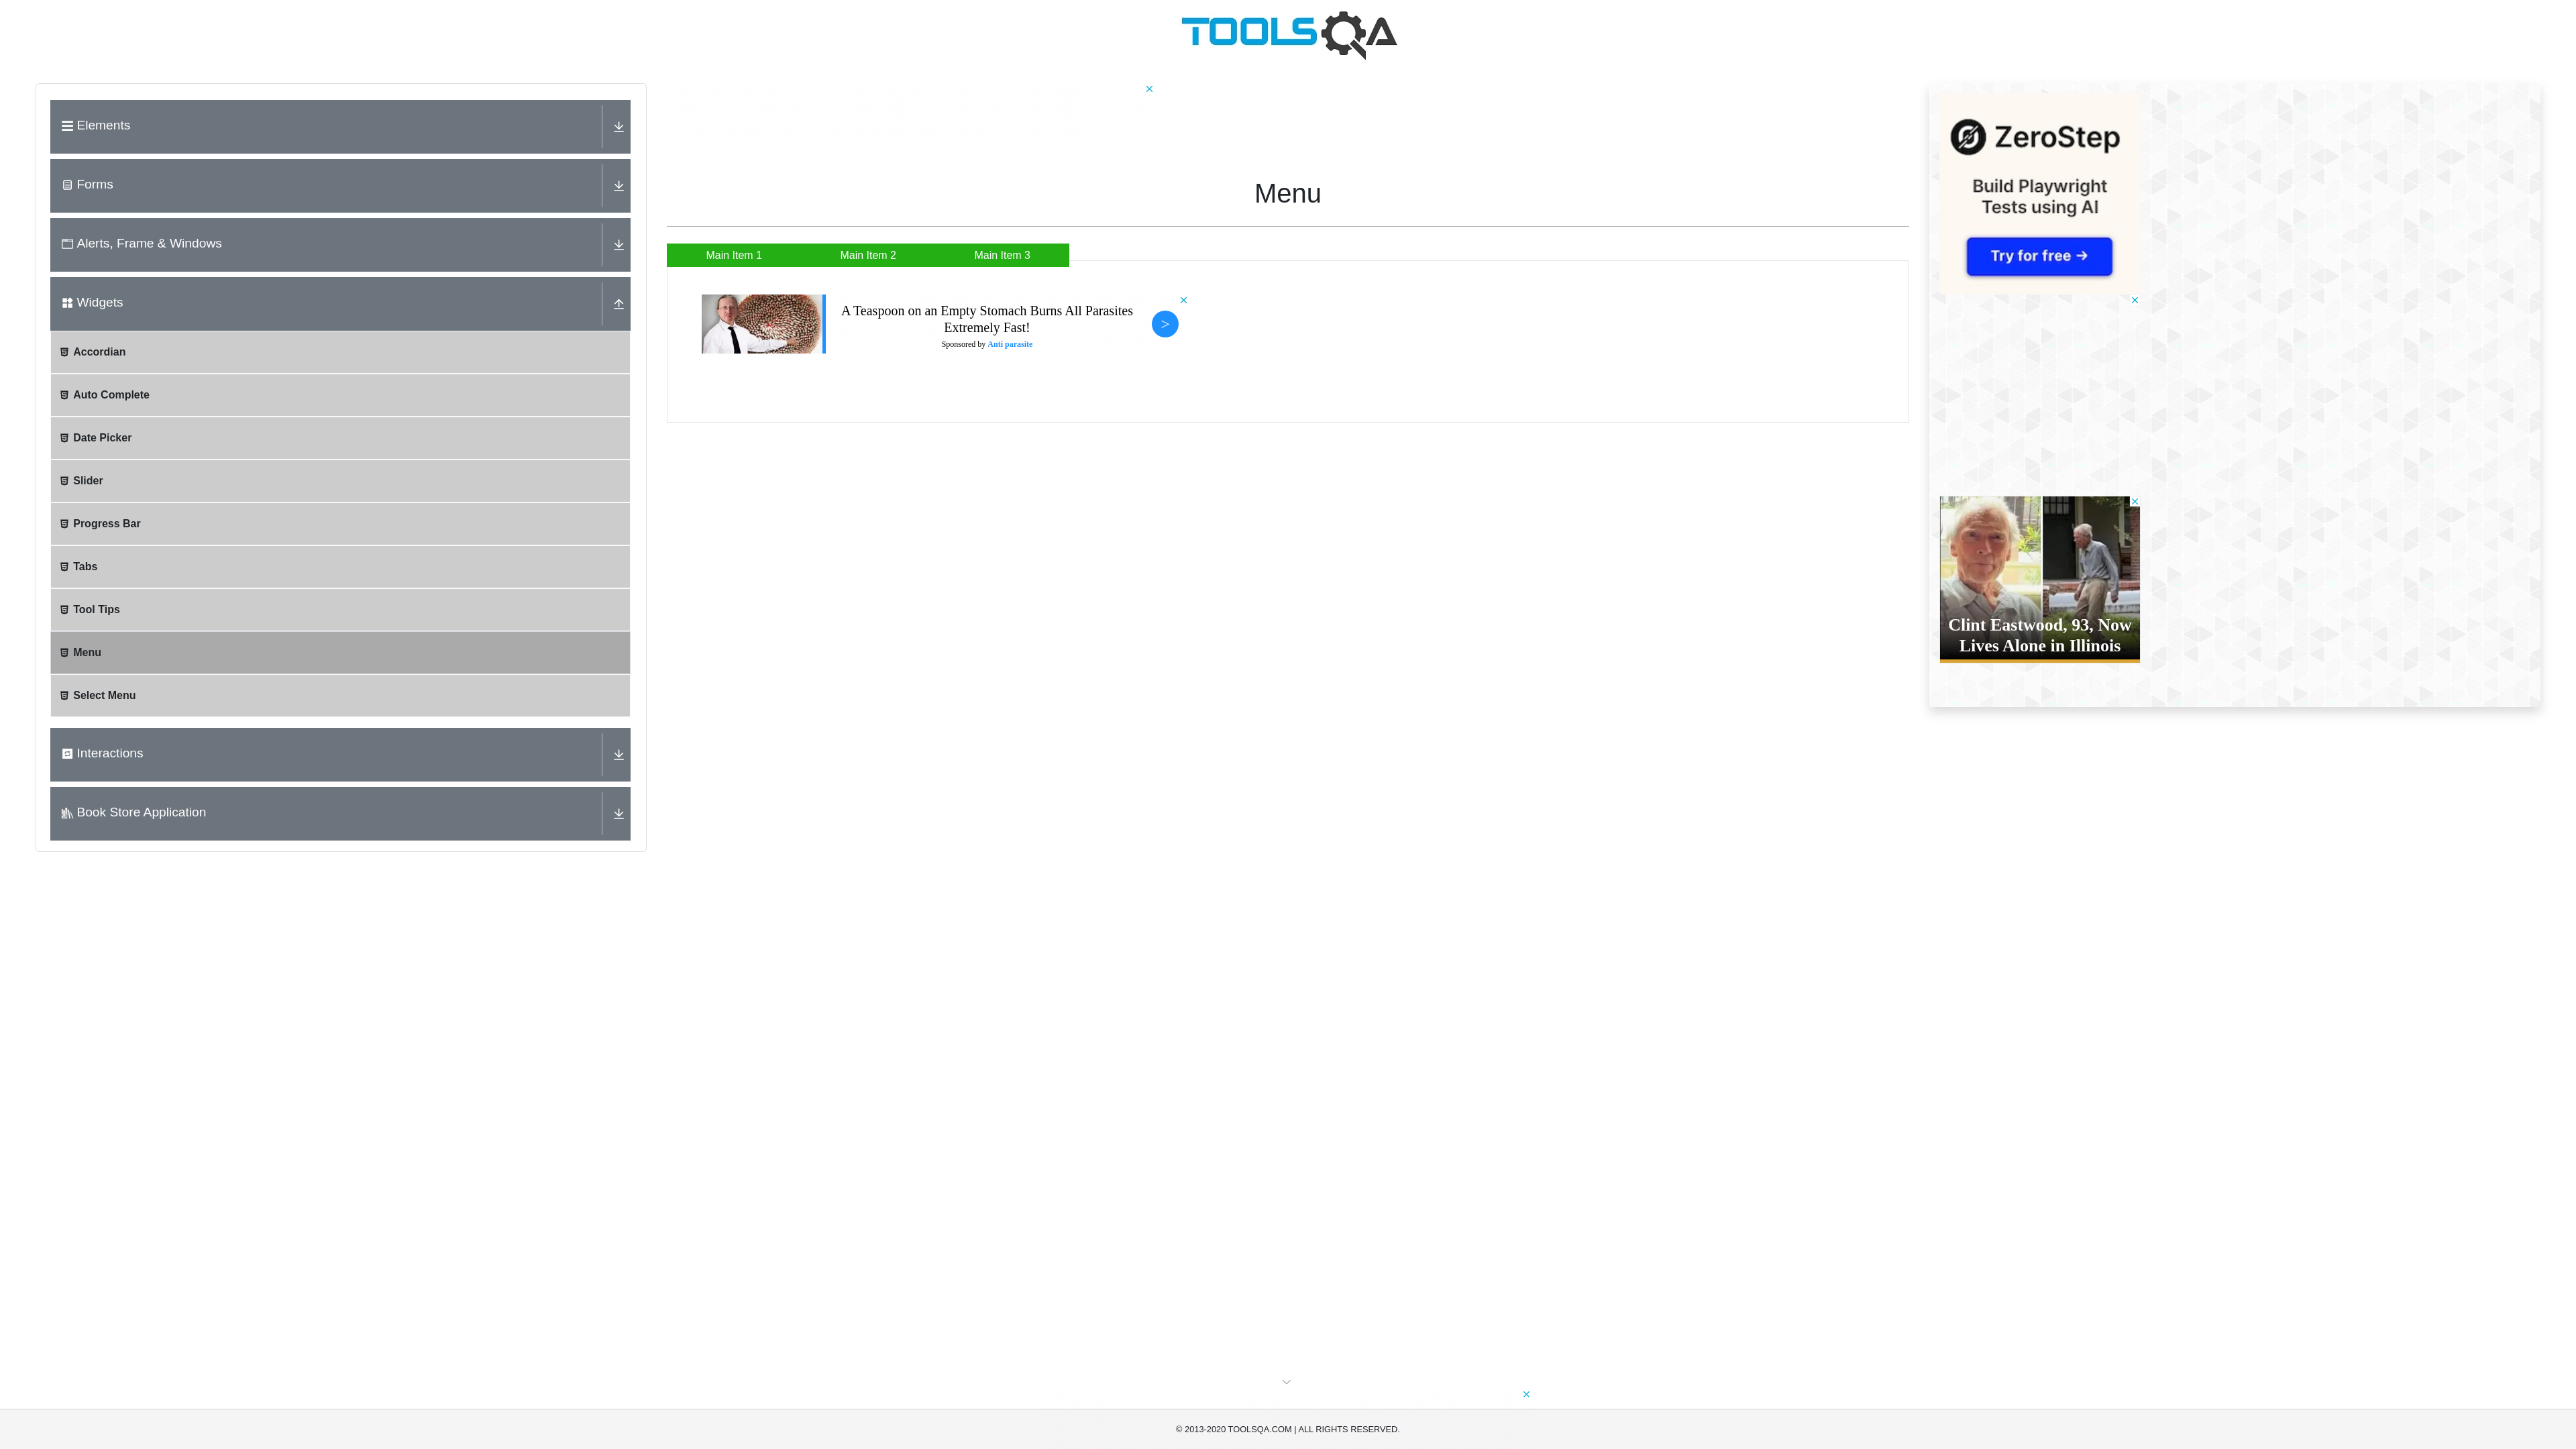 TOOLSQA
Elements
Forms
Alerts, Frame & Windows
Widgets
Accordian
Auto Complete
Date Picker
Slider
Progress Bar
Tabs
Tool Tips
Menu
Select Menu
Interactions
Book Store Application
Menu
Main Item 1
Main Item 2
Main Item 3
A Teaspoon on an Empty Stomach Burns All Parasites
Extremely Fast!
Sponsored by Anti parasite
>
ZeroStep
Build Playwright
Tests using AI
Try for free →
Clint Eastwood, 93, Now
Lives Alone in Illinois
© 2013-2020 TOOLSQA.COM | ALL RIGHTS RESERVED.